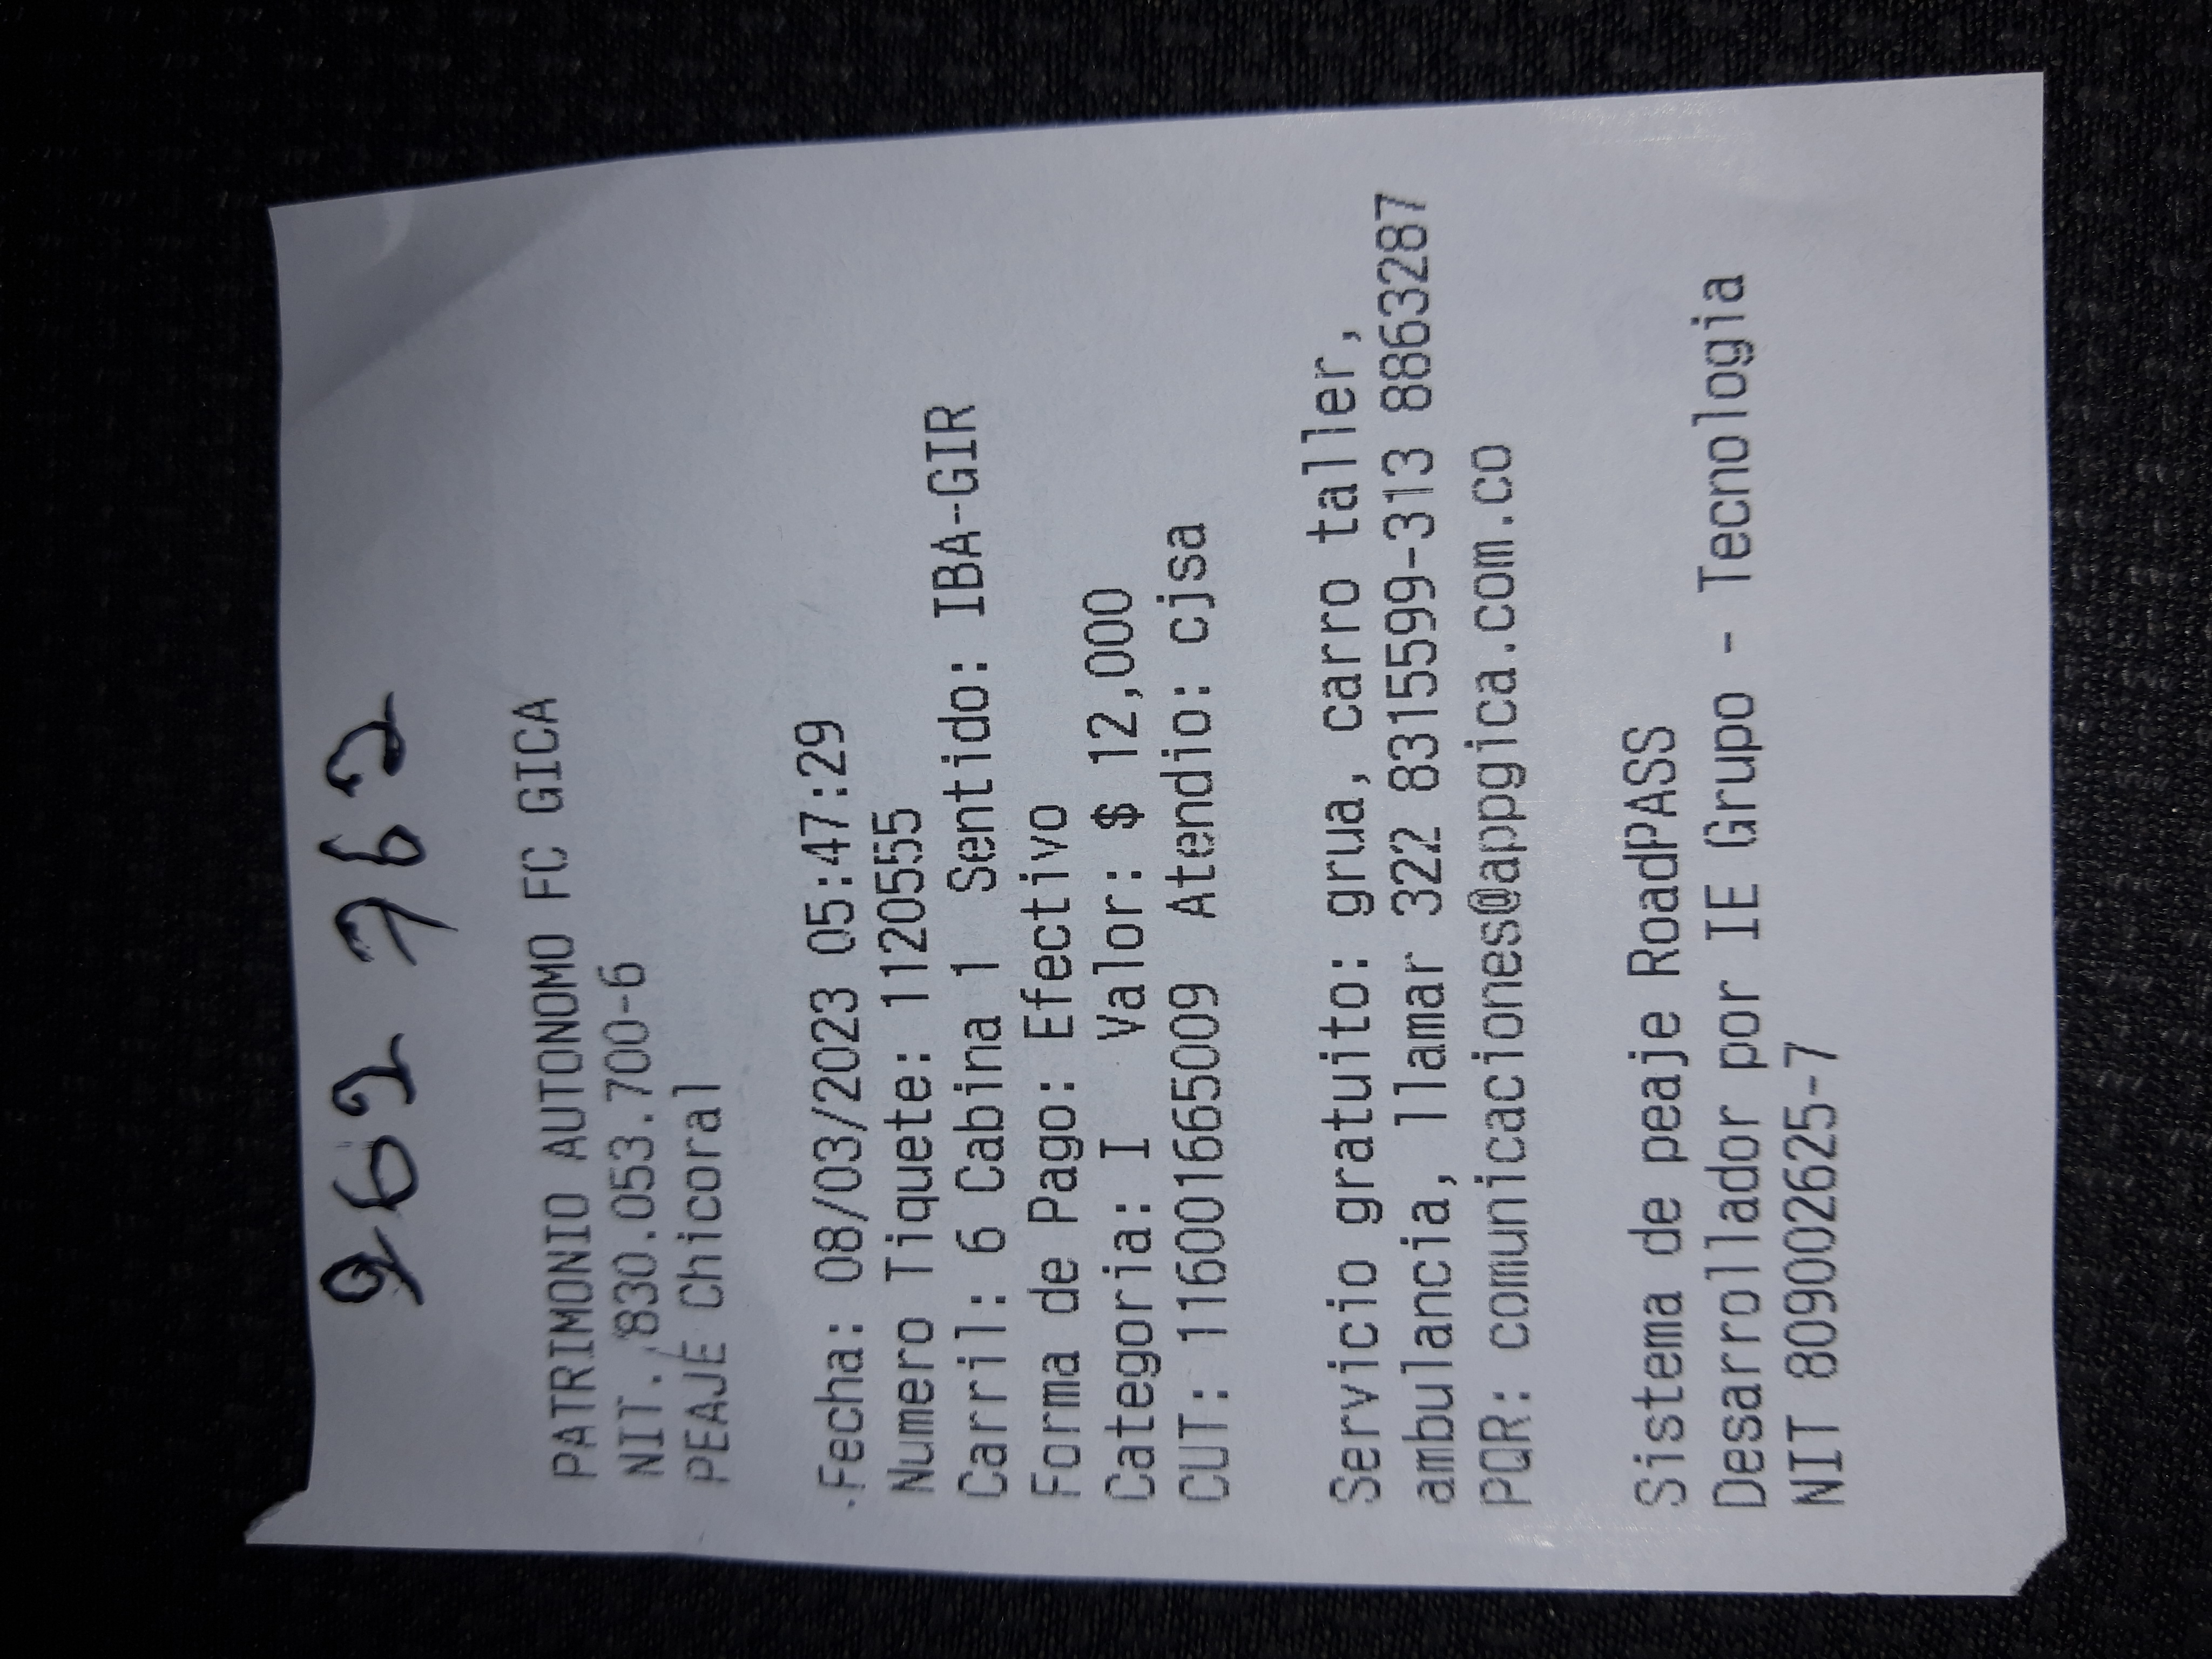 262 762
PATRIMONIO AUTONOMO FC GICA
NIT. 830.053.700-6
PEAJE Chicoral
Fecha: 08/03/2023 05:47:29
Numero Tiquete: 1120555
Carril: 6 Cabina 1 Sentido: IBA-GIR
Forma de Pago: Efectivo
Categoria: I Valor: $ 12,000
CUT: 1160001665009 Atendio: cjsa
Servicio gratuito: grua, carro taller,
ambulancia, llamar 322 8315599-313 8863287
PQR: comunicaciones@appgica.com.co
Sistema de peaje RoadPASS
Desarrollador por IE Grupo - Tecnologia
NIT 809002625-7